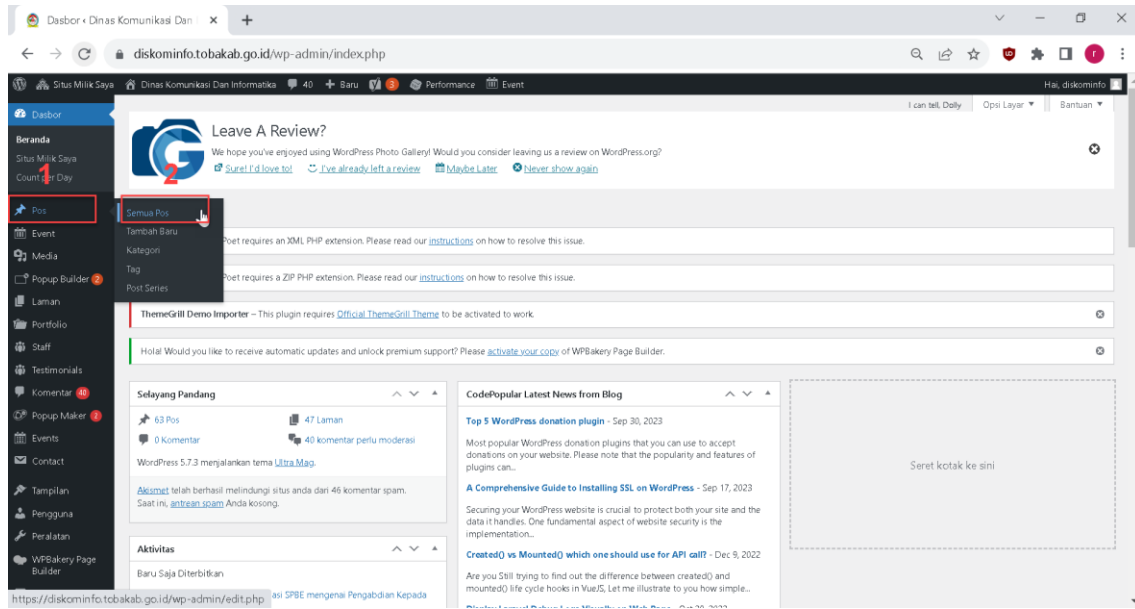 Dasbor ‹ Dinas Komunikasi Dan
diskominfo.tobakab.go.id/wp-admin/index.php
r
Situs Milik Saya Dinas Komunikasi Dan Informatika 40 + Baru 3 Performance Event Hai, diskominfo
I can tell, Dolly Opsi Layar ▼ Bantuan ▼
Dasbor
Beranda
Situs Milik Saya
Count per Day
1
Pos
Event
Media
Popup Builder 2
Laman
Portfolio
Staff
Testimonials
Komentar 40
Popup Maker 2
Events
Contact
Tampilan
Pengguna
Peralatan
WPBakery Page
Builder
2
Semua Pos
Tambah Baru
Kategori
Tag
Post Series
Leave A Review?
We hope you've enjoyed using WordPress Photo Gallery! Would you consider leaving us a review on WordPress.org?
Sure! I'd love to! I've already left a review Maybe Later Never show again
Poet requires an XML PHP extension. Please read our instructions on how to resolve this issue.
Poet requires a ZIP PHP extension. Please read our instructions on how to resolve this issue.
ThemeGrill Demo Importer – This plugin requires Official ThemeGrill Theme to be activated to work.
Hola! Would you like to receive automatic updates and unlock premium support? Please activate your copy of WPBakery Page Builder.
Selayang Pandang
63 Pos 47 Laman
0 Komentar 40 komentar perlu moderasi
WordPress 5.7.3 menjalankan tema Ultra Mag.
Akismet telah berhasil melindungi situs anda dari 46 komentar spam.
Saat ini, antrean spam Anda kosong.
Aktivitas
Baru Saja Diterbitkan
asi SPBE mengenai Pengabdian Kepada
CodePopular Latest News from Blog
Top 5 WordPress donation plugin - Sep 30, 2023
Most popular WordPress donation plugins that you can use to accept
donations on your website. Please note that the popularity and features of
plugins can...
A Comprehensive Guide to Installing SSL on WordPress - Sep 17, 2023
Securing your WordPress website is crucial to protect both your site and the
data it handles. One fundamental aspect of website security is the
implementation...
Created() vs Mounted() which one should use for API call? - Dec 9, 2022
Are you Still trying to find out the difference between created() and
mounted() life cycle hooks in VueJS, Let me illustrate to you how simple...
Seret kotak ke sini
https://diskominfo.tobakab.go.id/wp-admin/edit.php